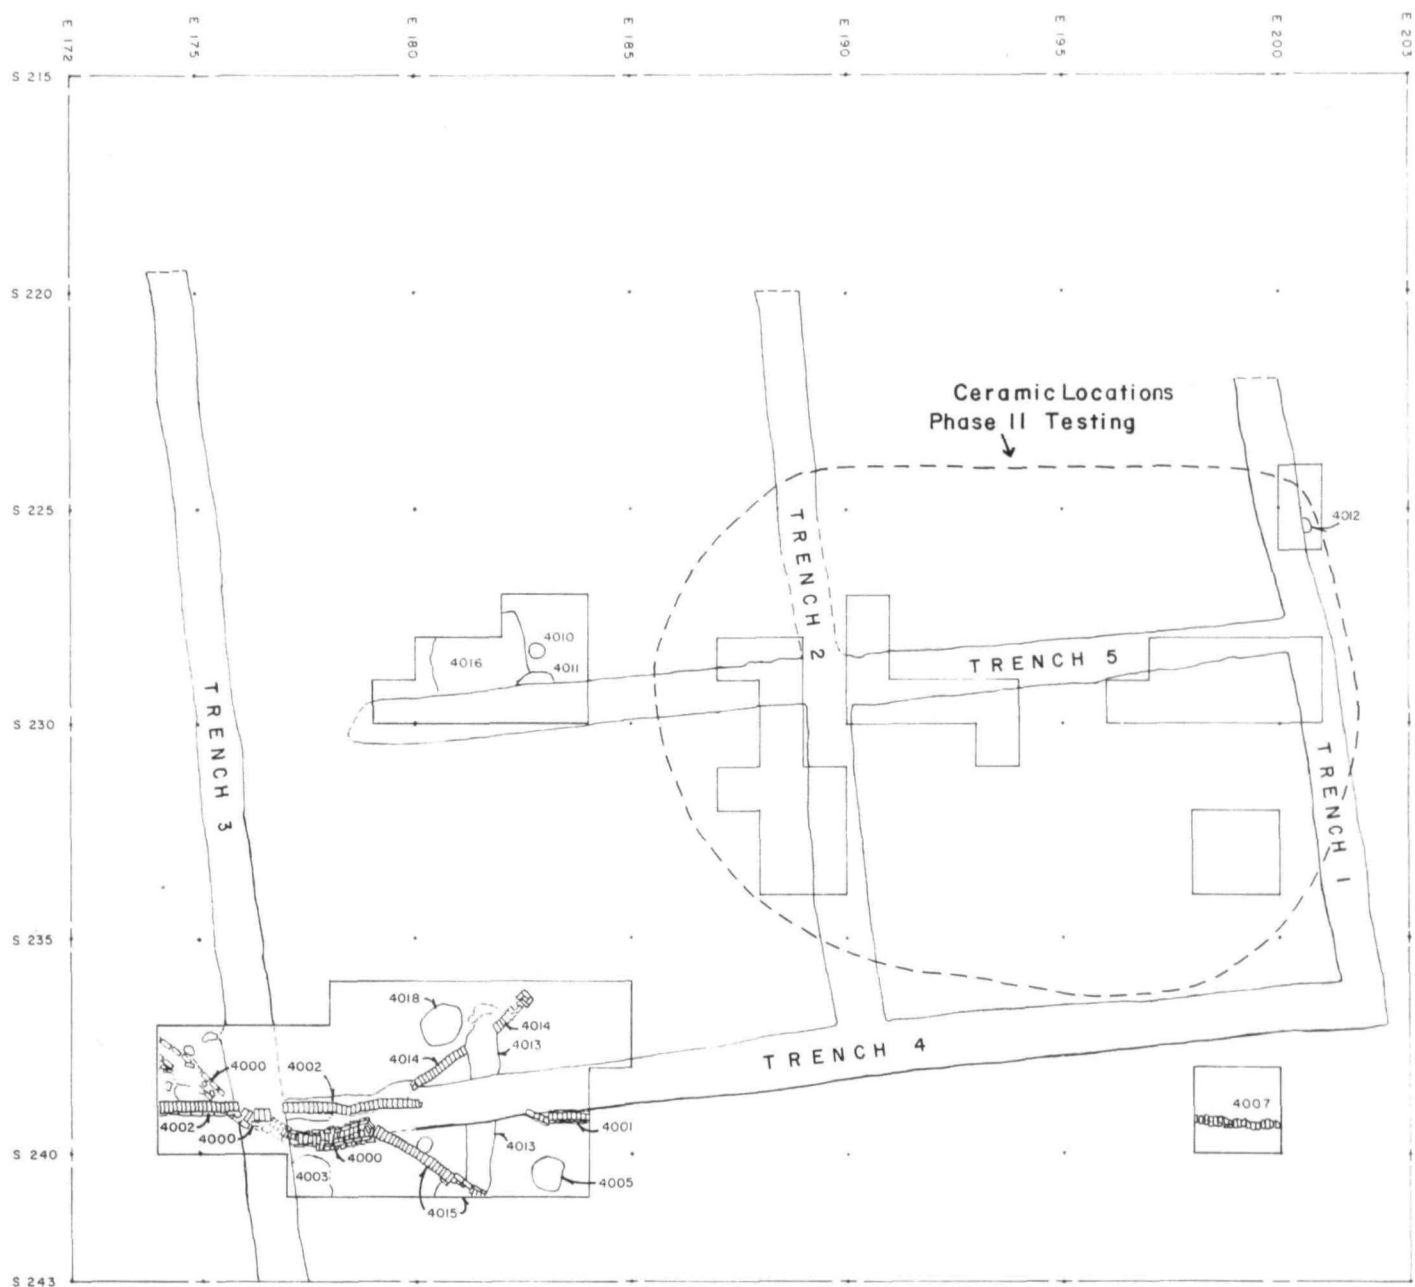 E 172
E 175
E 180
E 185
E 190
E 195
E 200
E 203
S 215
S 220
Ceramic Locations
Phase II Testing
S 225
TRENCH 2
4012
4010
4016
4011
TRENCH 5
S 230
TRENCH 3
TRENCH 1
S 235
4018
4014
4013
4014
4000
4002
TRENCH 4
4002
4000
4000
4001
4007
4013
S 240
4003
4005
4015
S 243